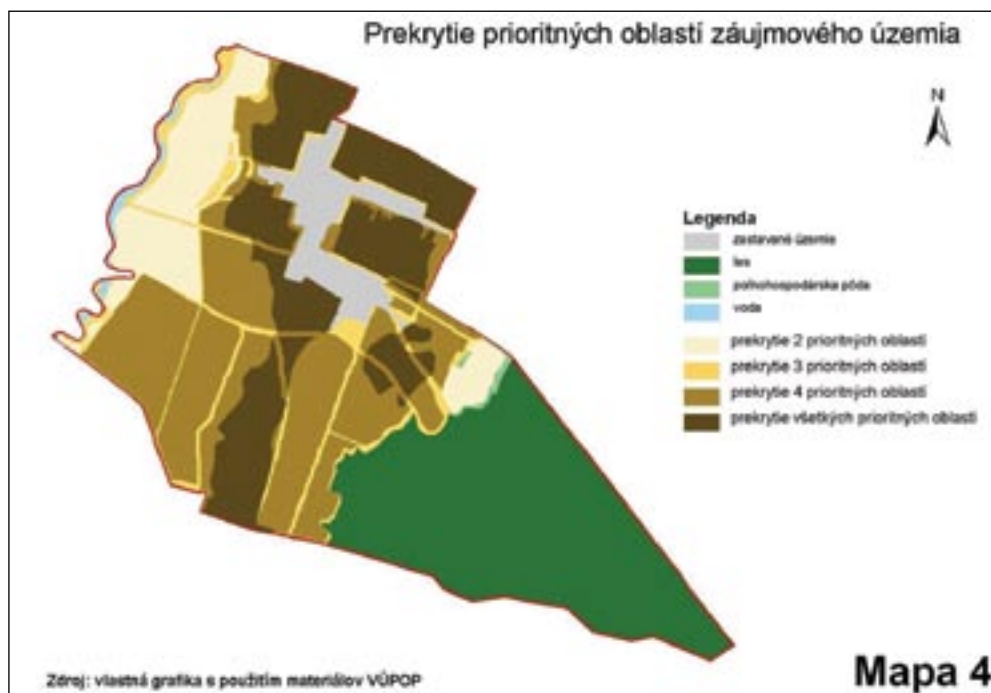 Prekrytie prioritných oblastí záujmového územia
N
Legenda
zastavané územie
les
poľnohospodárska pôda
voda
prekrytie 2 prioritných oblastí
prekrytie 3 prioritných oblastí
prekrytie 4 prioritných oblastí
prekrytie všetkých prioritných oblastí
Zdroj: vlastná grafika s použitím materiálov VÚPOP
Mapa 4